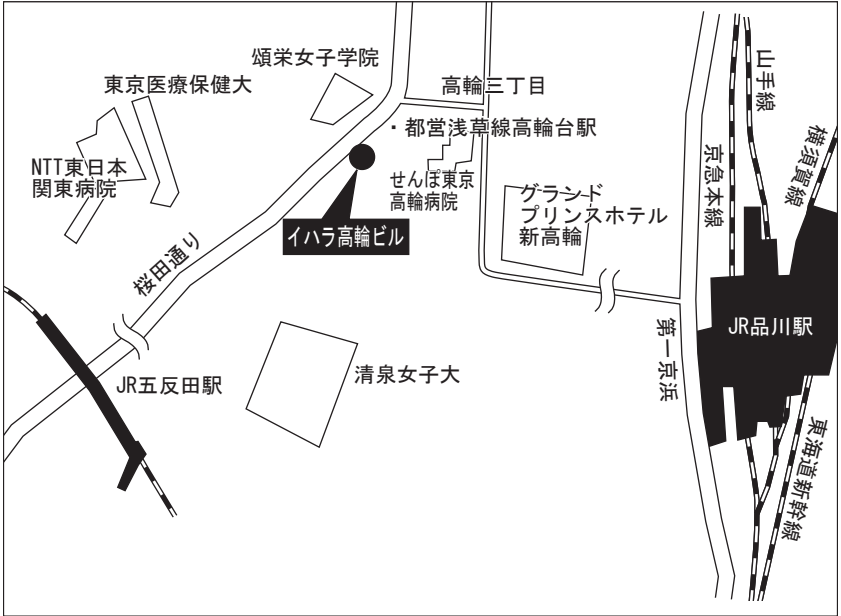 頌栄女子学院
東京医療保健大
高輪三丁目
・都営浅草線高輪台駅
NTT東日本
関東病院
せんぽ東京
高輪病院
グランド
プリンスホテル
新高輪
イハラ高輪ビル
桜田通り
山手線
横須賀線
京急本線
JR品川駅
第一京浜
JR五反田駅
清泉女子大
東海道新幹線